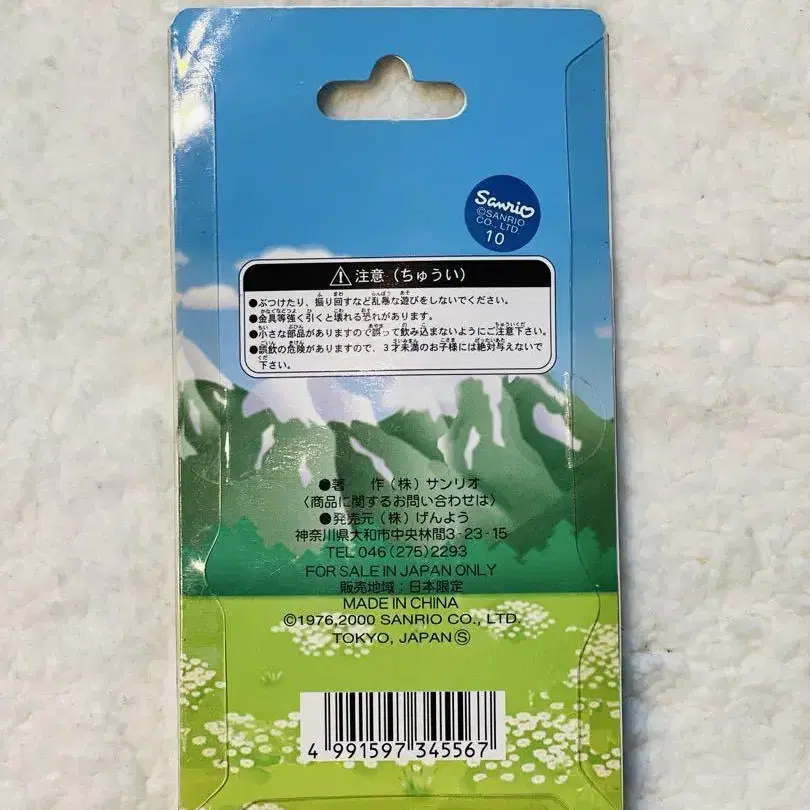 Sanrio
©SANRIO
CO., LTD.
10
注意（ちゅうい）
●ぶつけたり、振り回すなど乱暴な遊びをしないでください。
●金具等強く引くと壊れる恐れがあります。
●小さな部品がありますので誤って飲み込まないようにご注意下さい。
●誤飲の危険がありますので、3才未満のお子様には絶対与えないで
下さい。
●著　作（株）サンリオ
〈商品に関するお問い合わせは〉
●発売元（株）げんよう
神奈川県大和市中央林間3-23-15
TEL 046(275)2293
FOR SALE IN JAPAN ONLY
販売地域：日本限定
MADE IN CHINA
©1976,2000 SANRIO CO., LTD.
TOKYO, JAPAN Ⓢ
4 991597 345567